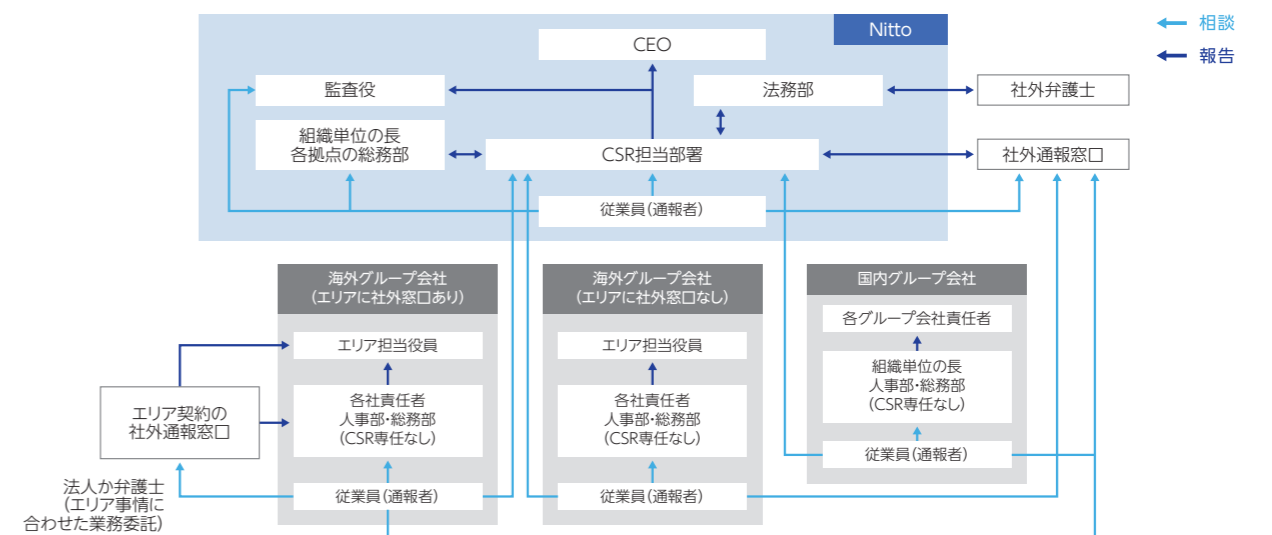 相談
報告
Nitto
CEO
監査役
法務部
社外弁護士
組織単位の長
各拠点の総務部
CSR担当部署
社外通報窓口
従業員(通報者)
海外グループ会社
(エリアに社外窓口あり)
エリア担当役員
各社責任者
人事部・総務部
(CSR専任なし)
従業員(通報者)
エリア契約の
社外通報窓口
法人か弁護士
(エリア事情に
合わせた業務委託)
海外グループ会社
(エリアに社外窓口なし)
エリア担当役員
各社責任者
人事部・総務部
(CSR専任なし)
従業員(通報者)
国内グループ会社
各グループ会社責任者
組織単位の長
人事部・総務部
(CSR専任なし)
従業員(通報者)